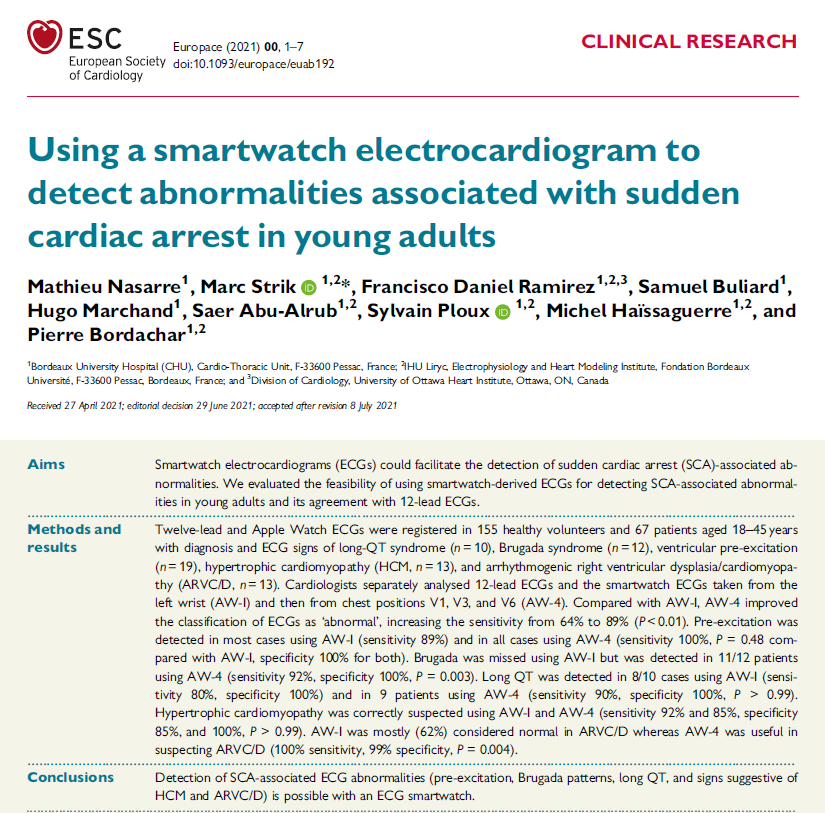 ESC
European Society
of Cardiology
Europace (2021) 00, 1–7
doi:10.1093/europace/euab192
CLINICAL RESEARCH
Using a smartwatch electrocardiogram to
detect abnormalities associated with sudden
cardiac arrest in young adults
Mathieu Nasarre1, Marc Strik iD 1,2*, Francisco Daniel Ramirez1,2,3, Samuel Buliard1,
Hugo Marchand1, Saer Abu-Alrub1,2, Sylvain Ploux iD 1,2, Michel Haïssaguerre1,2, and
Pierre Bordachar1,2
1Bordeaux University Hospital (CHU), Cardio-Thoracic Unit, F-33600 Pessac, France; 2IHU Liryc, Electrophysiology and Heart Modeling Institute, Fondation Bordeaux
Université, F-33600 Pessac, Bordeaux, France; and 3Division of Cardiology, University of Ottawa Heart Institute, Ottawa, ON, Canada
Received 27 April 2021; editorial decision 29 June 2021; accepted after revision 8 July 2021
Aims
Smartwatch electrocardiograms (ECGs) could facilitate the detection of sudden cardiac arrest (SCA)-associated ab-
normalities. We evaluated the feasibility of using smartwatch-derived ECGs for detecting SCA-associated abnormal-
ities in young adults and its agreement with 12-lead ECGs.
Methods and
results
Twelve-lead and Apple Watch ECGs were registered in 155 healthy volunteers and 67 patients aged 18–45 years
with diagnosis and ECG signs of long-QT syndrome (n = 10), Brugada syndrome (n = 12), ventricular pre-excitation
(n = 19), hypertrophic cardiomyopathy (HCM, n = 13), and arrhythmogenic right ventricular dysplasia/cardiomyopa-
thy (ARVC/D, n = 13). Cardiologists separately analysed 12-lead ECGs and the smartwatch ECGs taken from the
left wrist (AW-I) and then from chest positions V1, V3, and V6 (AW-4). Compared with AW-I, AW-4 improved
the classification of ECGs as ‘abnormal’, increasing the sensitivity from 64% to 89% (P < 0.01). Pre-excitation was
detected in most cases using AW-I (sensitivity 89%) and in all cases using AW-4 (sensitivity 100%, P = 0.48 com-
pared with AW-I, specificity 100% for both). Brugada was missed using AW-I but was detected in 11/12 patients
using AW-4 (sensitivity 92%, specificity 100%, P = 0.003). Long QT was detected in 8/10 cases using AW-I (sensi-
tivity 80%, specificity 100%) and in 9 patients using AW-4 (sensitivity 90%, specificity 100%, P > 0.99).
Hypertrophic cardiomyopathy was correctly suspected using AW-I and AW-4 (sensitivity 92% and 85%, specificity
85%, and 100%, P > 0.99). AW-I was mostly (62%) considered normal in ARVC/D whereas AW-4 was useful in
suspecting ARVC/D (100% sensitivity, 99% specificity, P = 0.004).
Conclusions
Detection of SCA-associated ECG abnormalities (pre-excitation, Brugada patterns, long QT, and signs suggestive of
HCM and ARVC/D) is possible with an ECG smartwatch.